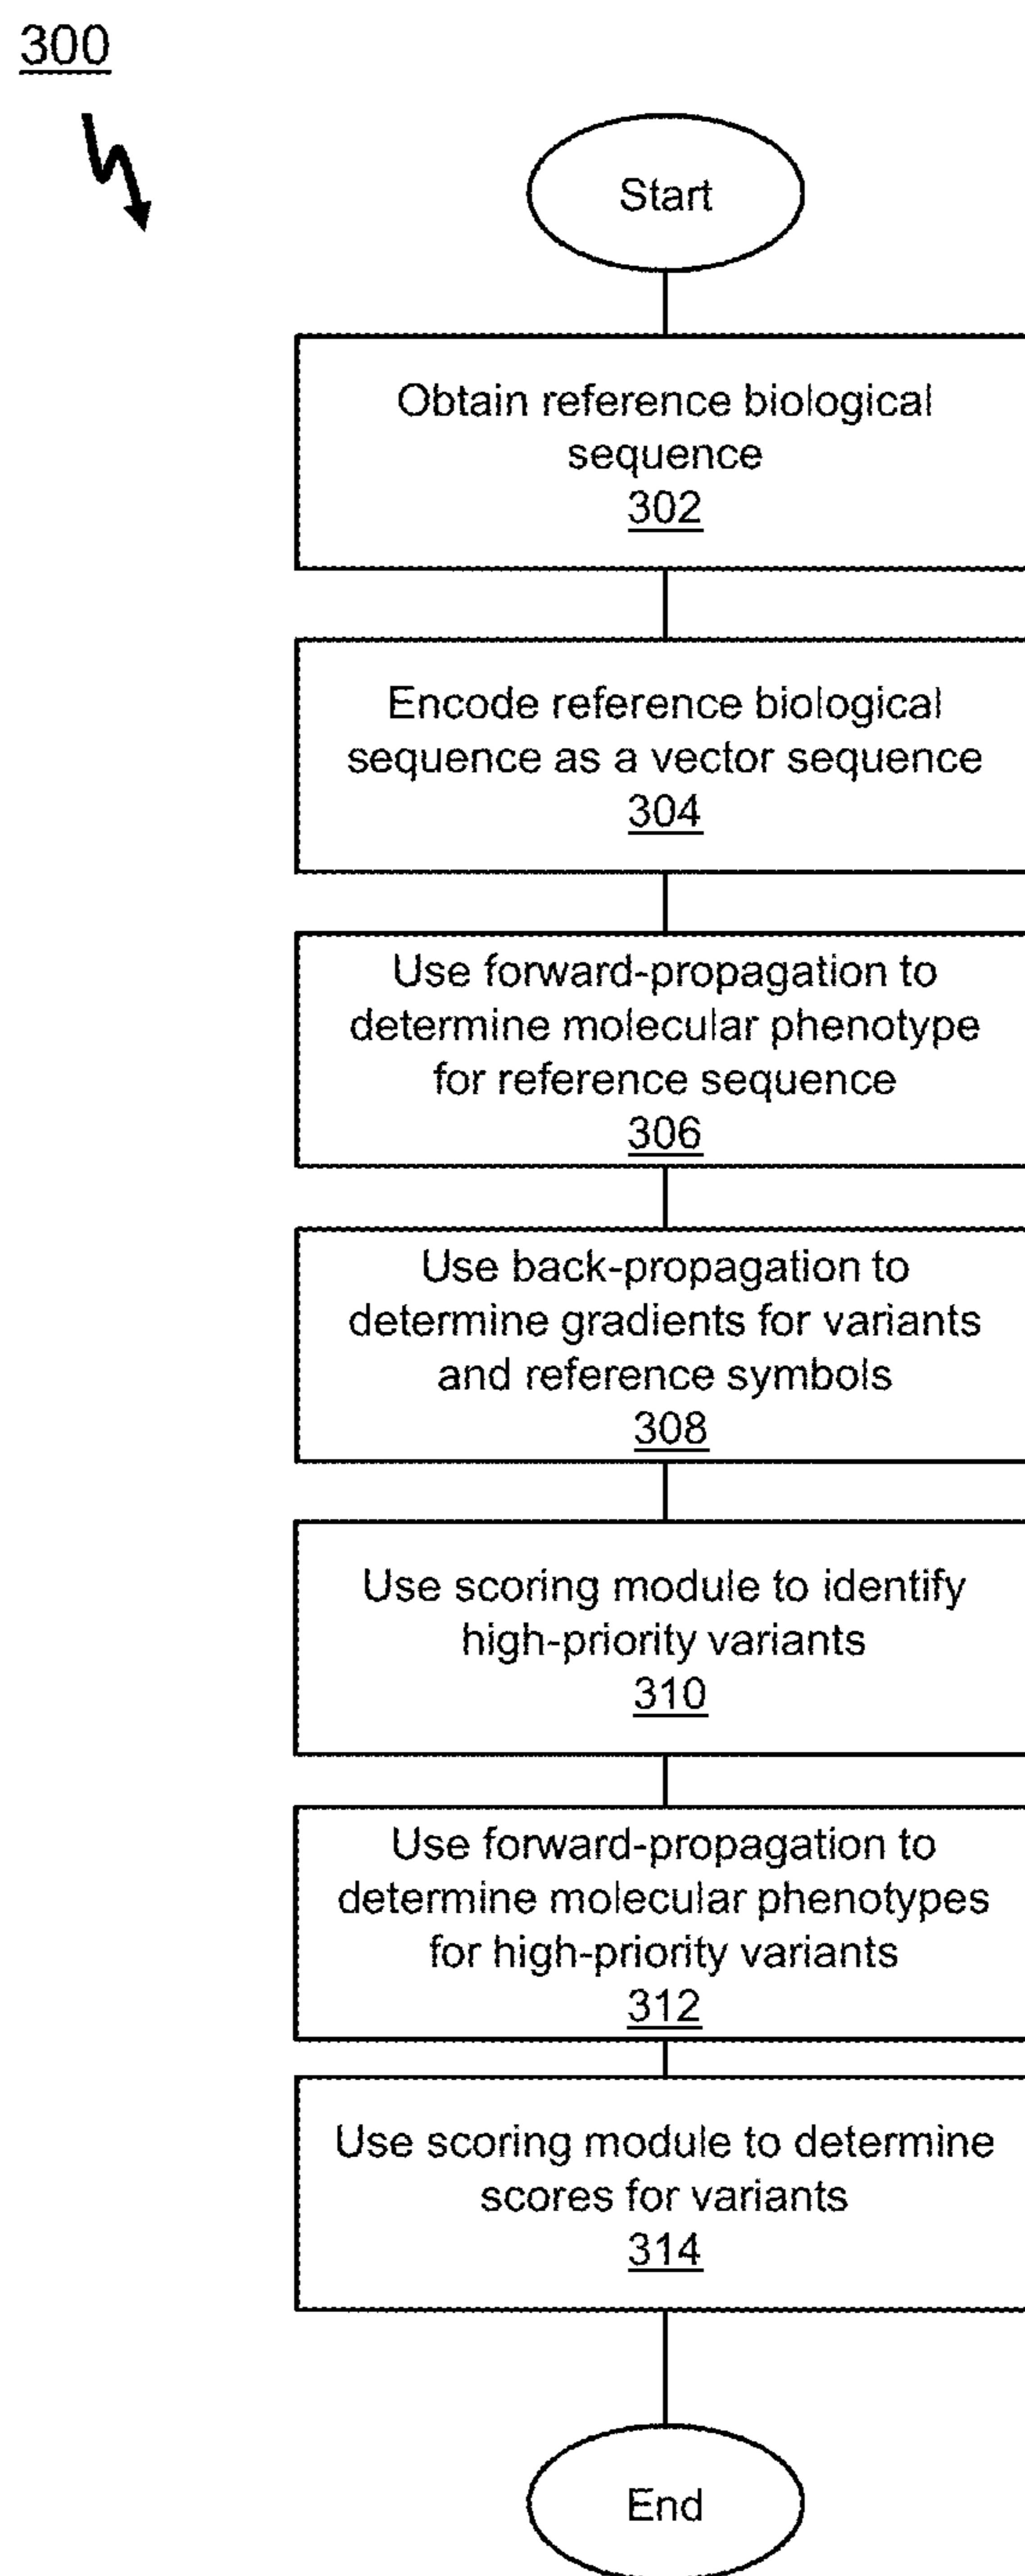 300
Start
Obtain reference biological
sequence
302
Encode reference biological
sequence as a vector sequence
304
Use forward-propagation to
determine molecular phenotype
for reference sequence
306
Use back-propagation to
determine gradients for variants
and reference symbols
308
Use scoring module to identify
high-priority variants
310
Use forward-propagation to
determine molecular phenotypes
for high-priority variants
312
Use scoring module to determine
scores for variants
314
End